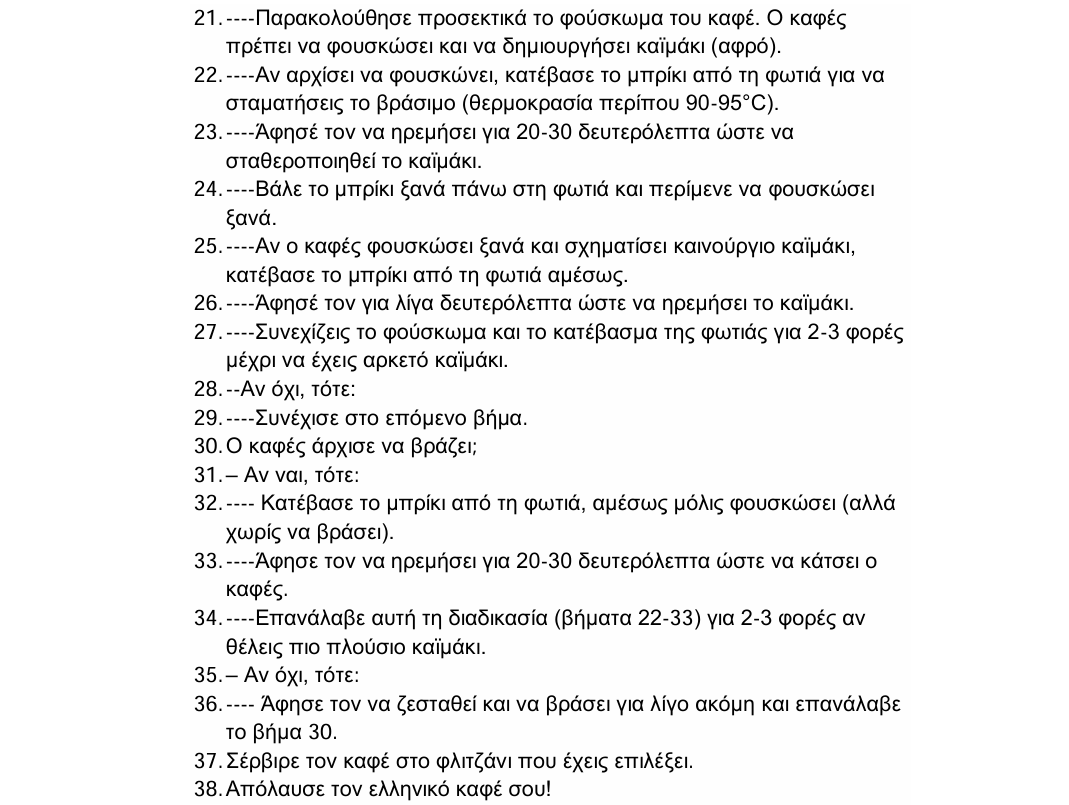 21.----Παρακολούθησε προσεκτικά το φούσκωμα του καφέ. Ο καφές
πρέπει να φουσκώσει και να δημιουργήσει καϊμάκι (αφρό).
22.----Αν αρχίσει να φουσκώνει, κατέβασε το μπρίκι από τη φωτιά για να
σταματήσεις το βράσιμο (θερμοκρασία περίπου 90-95°C).
23.----Άφησέ τον να ηρεμήσει για 20-30 δευτερόλεπτα ώστε να
σταθεροποιηθεί το καϊμάκι.
24.----Βάλε το μπρίκι ξανά πάνω στη φωτιά και περίμενε να φουσκώσει
ξανά.
25.----Αν ο καφές φουσκώσει ξανά και σχηματίσει καινούργιο καϊμάκι,
κατέβασε το μπρίκι από τη φωτιά αμέσως.
26.----Άφησέ τον για λίγα δευτερόλεπτα ώστε να ηρεμήσει το καϊμάκι.
27.----Συνεχίζεις το φούσκωμα και το κατέβασμα της φωτιάς για 2-3 φορές
μέχρι να έχεις αρκετό καϊμάκι.
28.--Αν όχι, τότε:
29.----Συνέχισε στο επόμενο βήμα.
30.Ο καφές άρχισε να βράζει;
31.– Αν ναι, τότε:
32.---- Κατέβασε το μπρίκι από τη φωτιά, αμέσως μόλις φουσκώσει (αλλά
χωρίς να βράσει).
33.----Άφησε τον να ηρεμήσει για 20-30 δευτερόλεπτα ώστε να κάτσει ο
καφές.
34.----Επανάλαβε αυτή τη διαδικασία (βήματα 22-33) για 2-3 φορές αν
θέλεις πιο πλούσιο καϊμάκι.
35.– Αν όχι, τότε:
36.---- Άφησε τον να ζεσταθεί και να βράσει για λίγο ακόμη και επανάλαβε
το βήμα 30.
37.Σέρβιρε τον καφέ στο φλιτζάνι που έχεις επιλέξει.
38.Απόλαυσε τον ελληνικό καφέ σου!